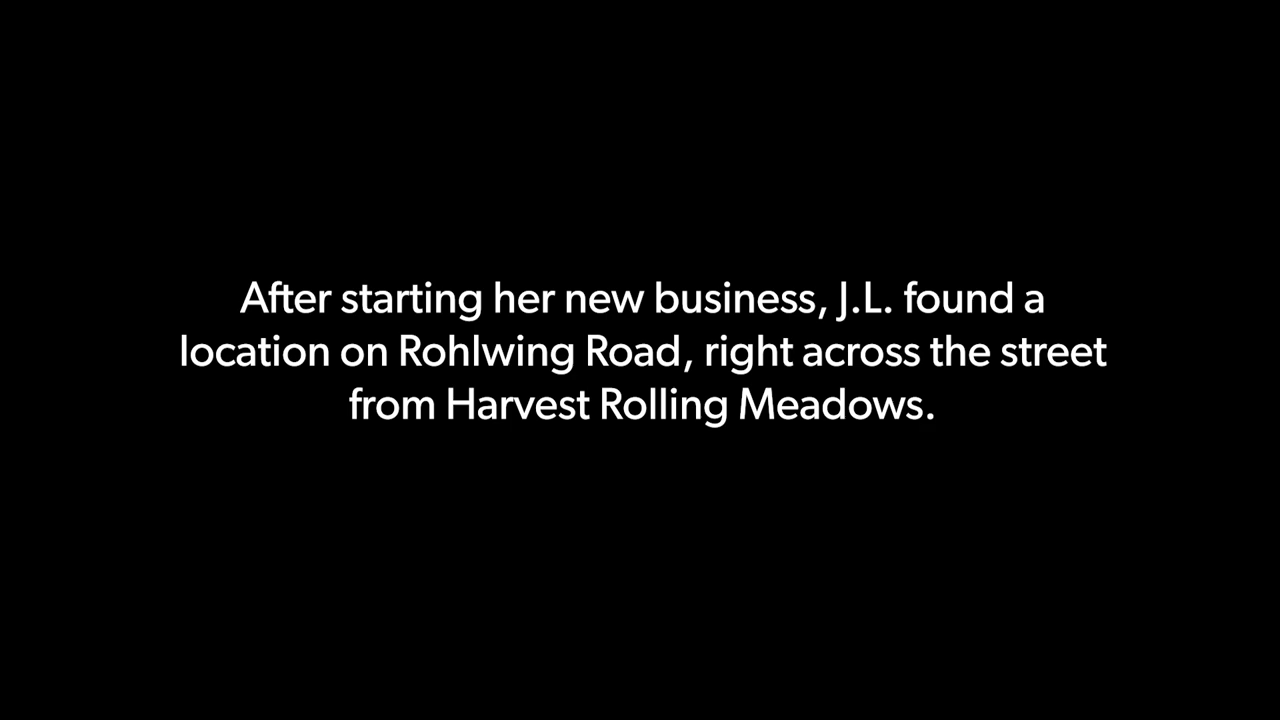 After starting her new business, J.L. found a
location on Rohlwing Road, right across the street
from Harvest Rolling Meadows.